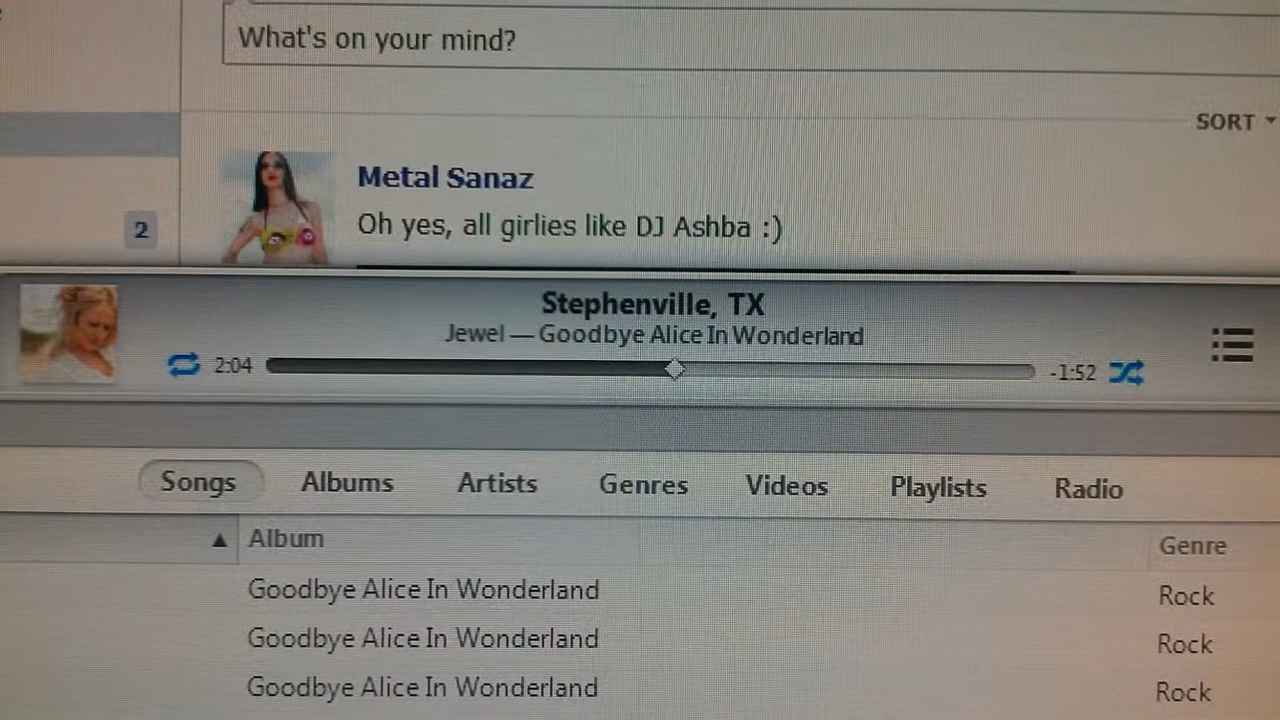 What's on your mind?
SORT
Metal Sanaz
Oh yes, all girlies like DJ Ashba :)
2
Stephenville, TX
Jewel — Goodbye Alice In Wonderland
2:04
-1:52
Songs Albums Artists Genres Videos Playlists Radio
Album Genre
Goodbye Alice In Wonderland Rock
Goodbye Alice In Wonderland Rock
Goodbye Alice In Wonderland Rock